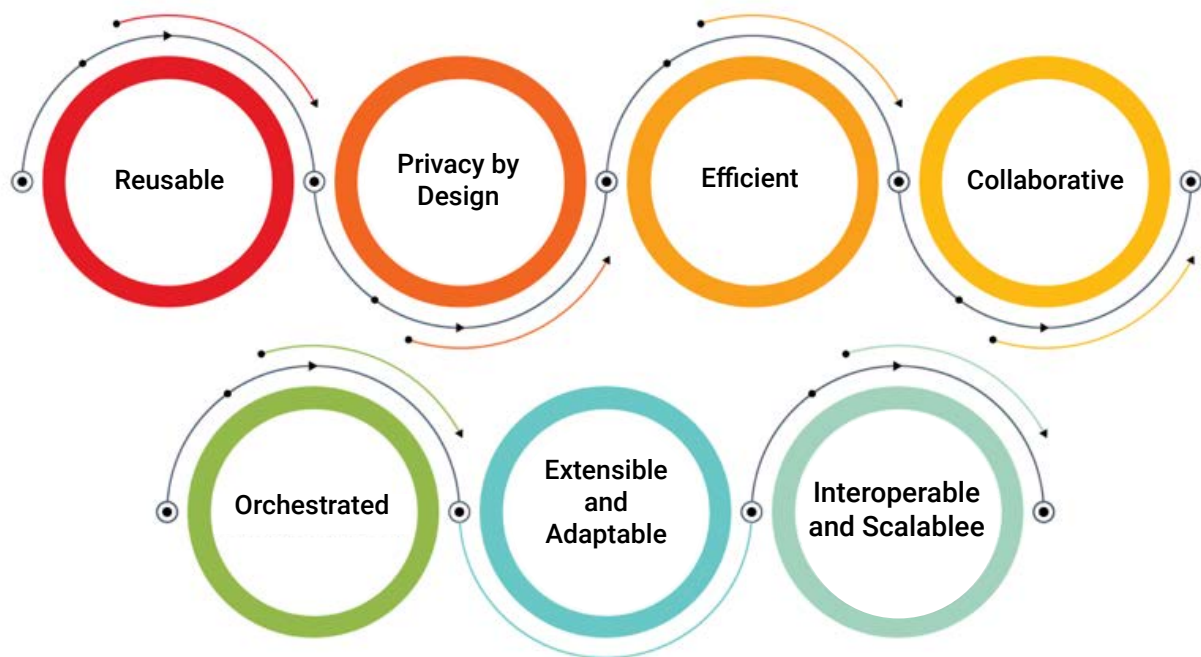 Reusable
Privacy by
Design
Efficient
Collaborative
Orchestrated
Extensible
and
Adaptable
Interoperable
and Scalablee